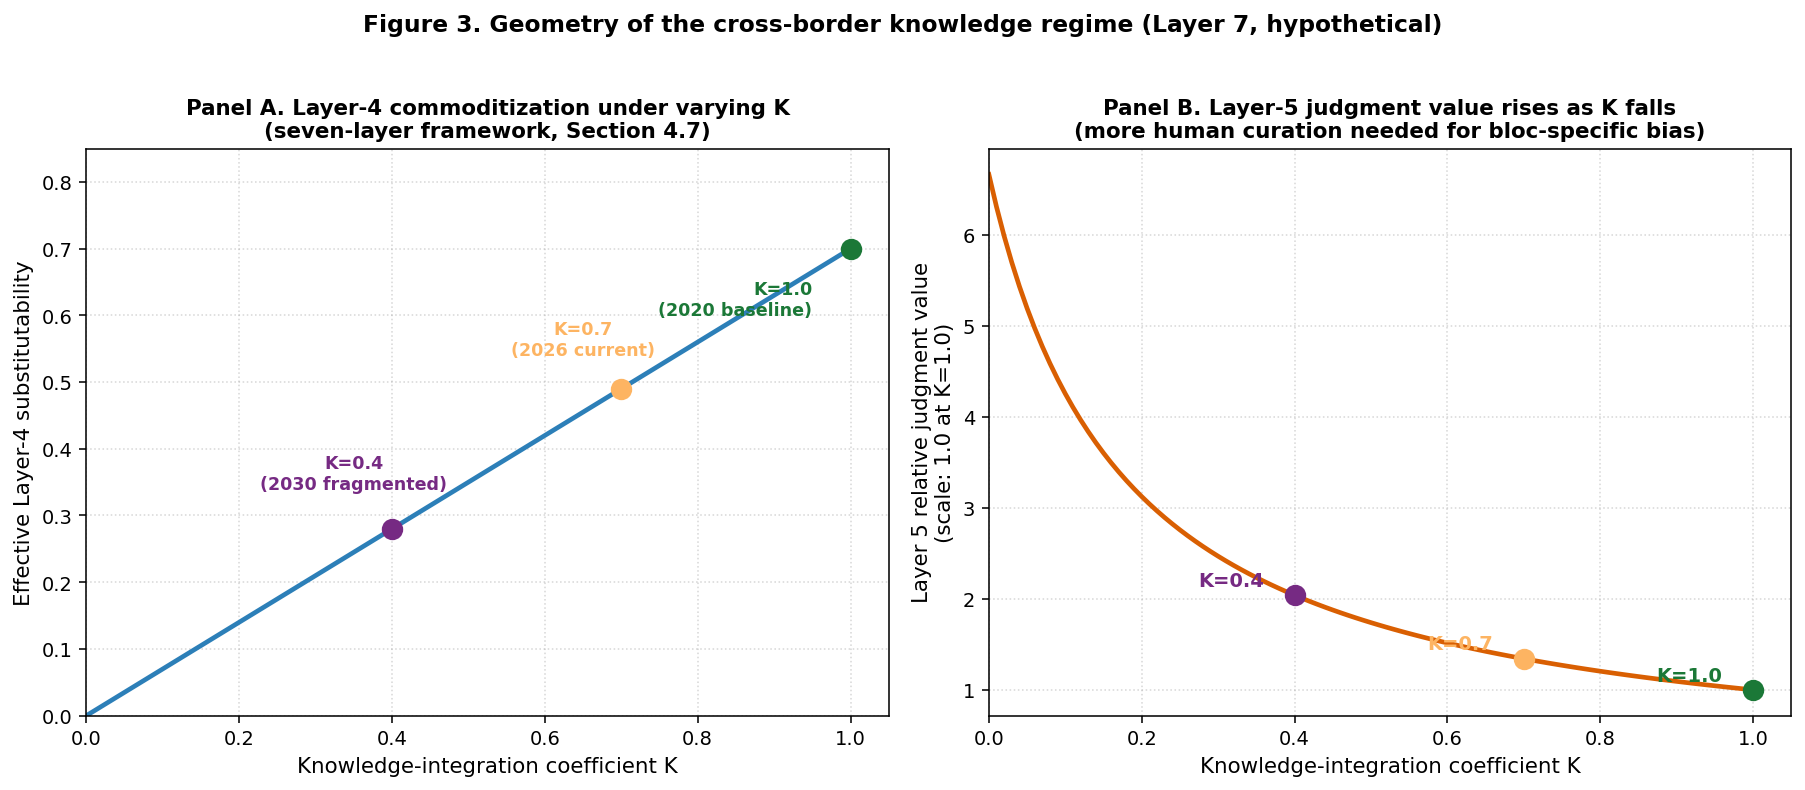 Figure 3. Geometry of the cross-border knowledge regime (Layer 7, hypothetical)
Panel A. Layer-4 commoditization under varying K
(seven-layer framework, Section 4.7)
Effective Layer-4 substitutability
0.8
0.7
0.6
0.5
0.4
0.3
0.2
0.1
0.0
K=1.0
(2020 baseline)
K=0.7
(2026 current)
K=0.4
(2030 fragmented)
0.0 0.2 0.4 0.6 0.8 1.0
Knowledge-integration coefficient K
Panel B. Layer-5 judgment value rises as K falls
(more human curation needed for bloc-specific bias)
Layer 5 relative judgment value
(scale: 1.0 at K=1.0)
6
5
4
3
2
1
K=0.4
K=0.7
K=1.0
0.0 0.2 0.4 0.6 0.8 1.0
Knowledge-integration coefficient K